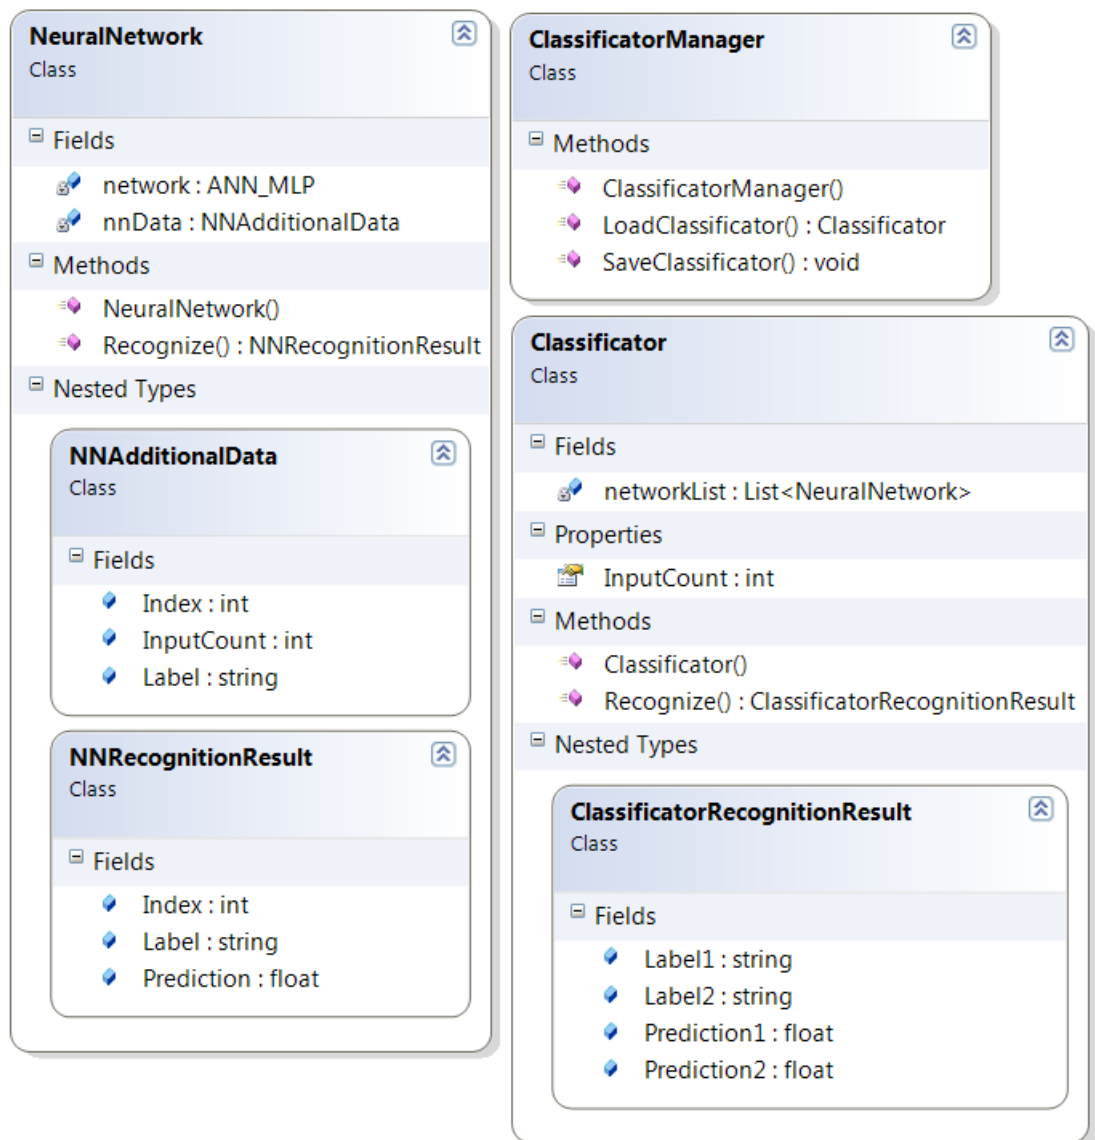 NeuralNetwork
Class
Fields
network : ANN_MLP
nnData : NNAdditionalData
Methods
NeuralNetwork()
Recognize() : NNRecognitionResult
Nested Types
NNAdditionalData
Class
Fields
Index : int
InputCount : int
Label : string
NNRecognitionResult
Class
Fields
Index : int
Label : string
Prediction : float
ClassificatorManager
Class
Methods
ClassificatorManager()
LoadClassificator() : Classificator
SaveClassificator() : void
Classificator
Class
Fields
networkList : List<NeuralNetwork>
Properties
InputCount : int
Methods
Classificator()
Recognize() : ClassificatorRecognitionResult
Nested Types
ClassificatorRecognitionResult
Class
Fields
Label1 : string
Label2 : string
Prediction1 : float
Prediction2 : float